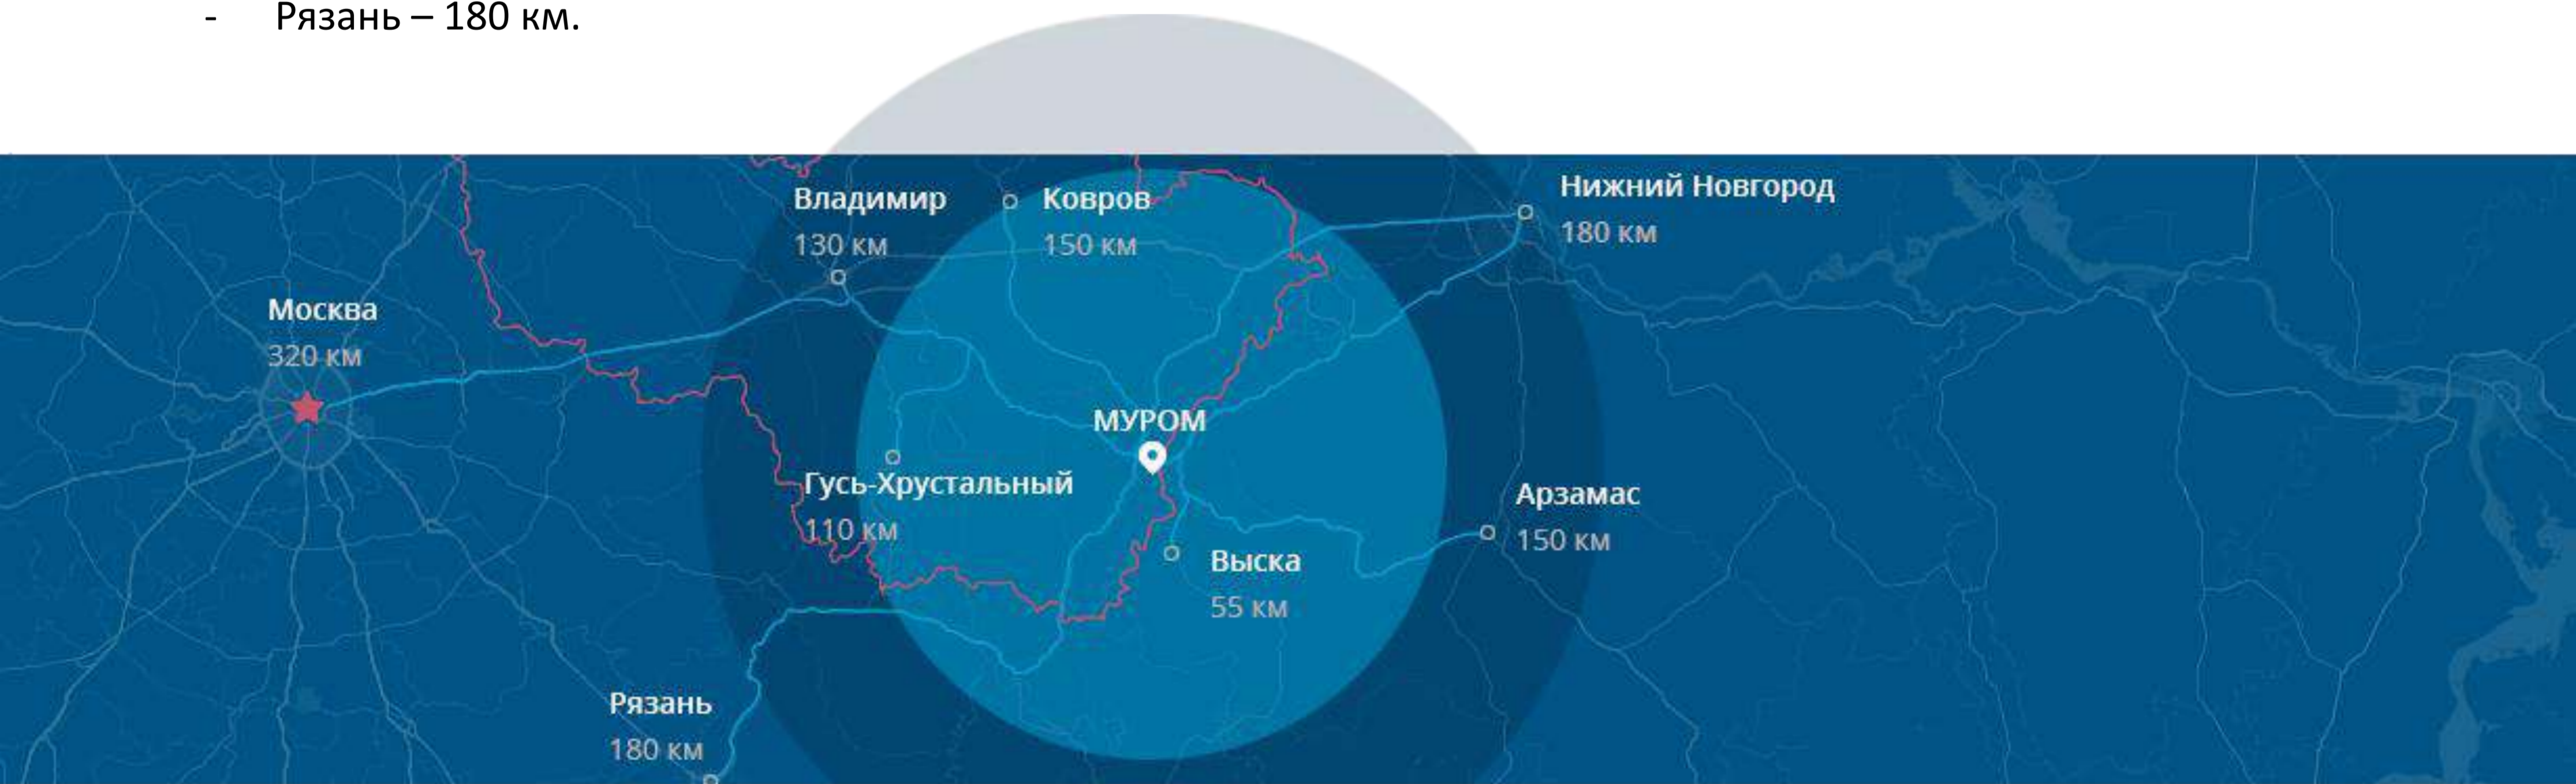 - Рязань – 180 км.
Владимир
130 км
Ковров
150 км
Нижний Новгород
180 км
Москва
320 км
МУРОМ
Гусь-Хрустальный
110 км
Арзамас
150 км
Выска
55 км
Рязань
180 км